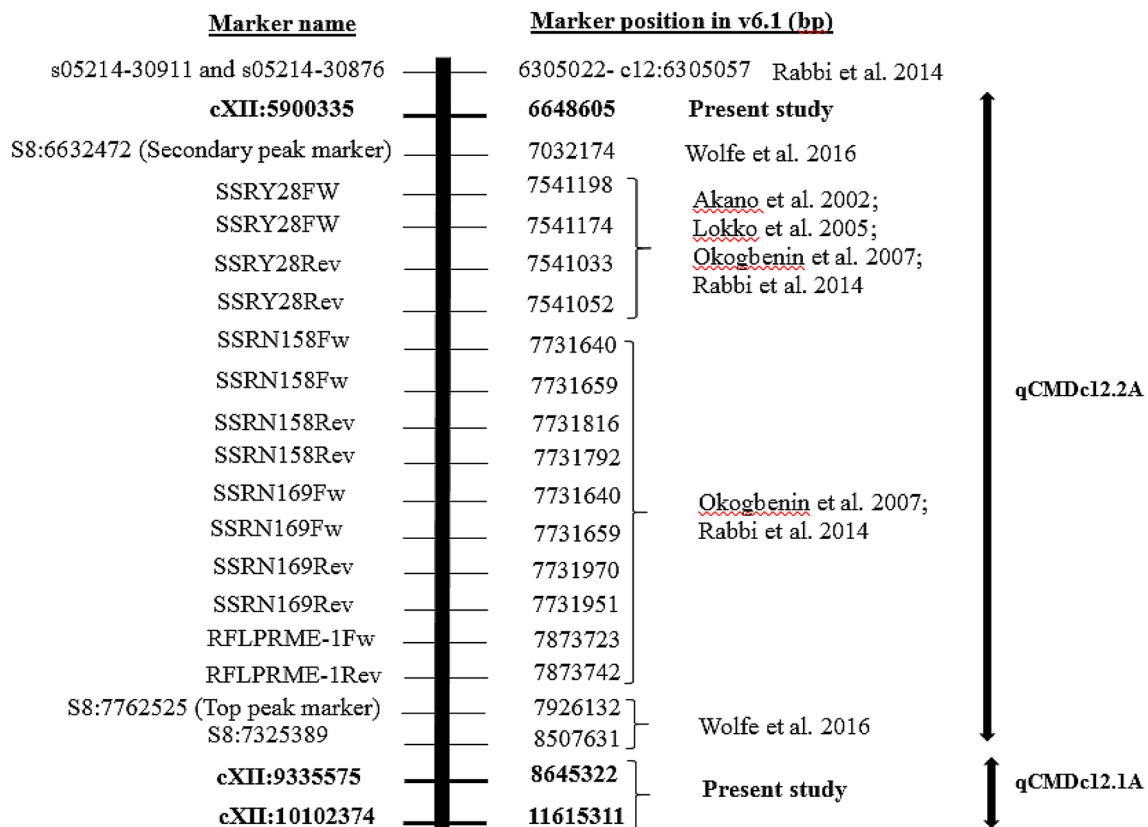 Marker name Marker position in v6.1 (bp)
s05214-30911 and s05214-30876 6305022- c12:6305057 Rabbi et al. 2014
cXII:5900335 6648605 Present study
S8:6632472 (Secondary peak marker) 7032174 Wolfe et al. 2016
SSRY28FW 7541198 Akano et al. 2002;
SSRY28FW 7541174 Lokko et al. 2005;
SSRY28Rev 7541033 Okogbenin et al. 2007;
SSRY28Rev 7541052 Rabbi et al. 2014
SSRN158Fw 7731640
SSRN158Fw 7731659 qCMDc12.2A
SSRN158Rev 7731816
SSRN158Rev 7731792
SSRN169Fw 7731640 Okogbenin et al. 2007;
SSRN169Fw 7731659 Rabbi et al. 2014
SSRN169Rev 7731970
SSRN169Rev 7731951
RFLPRME-1Fw 7873723
RFLPRME-1Rev 7873742
S8:7762525 (Top peak marker) 7926132 Wolfe et al. 2016
S8:7325389 8507631
cXII:9335575 8645322 Present study qCMDc12.1A
cXII:10102374 11615311